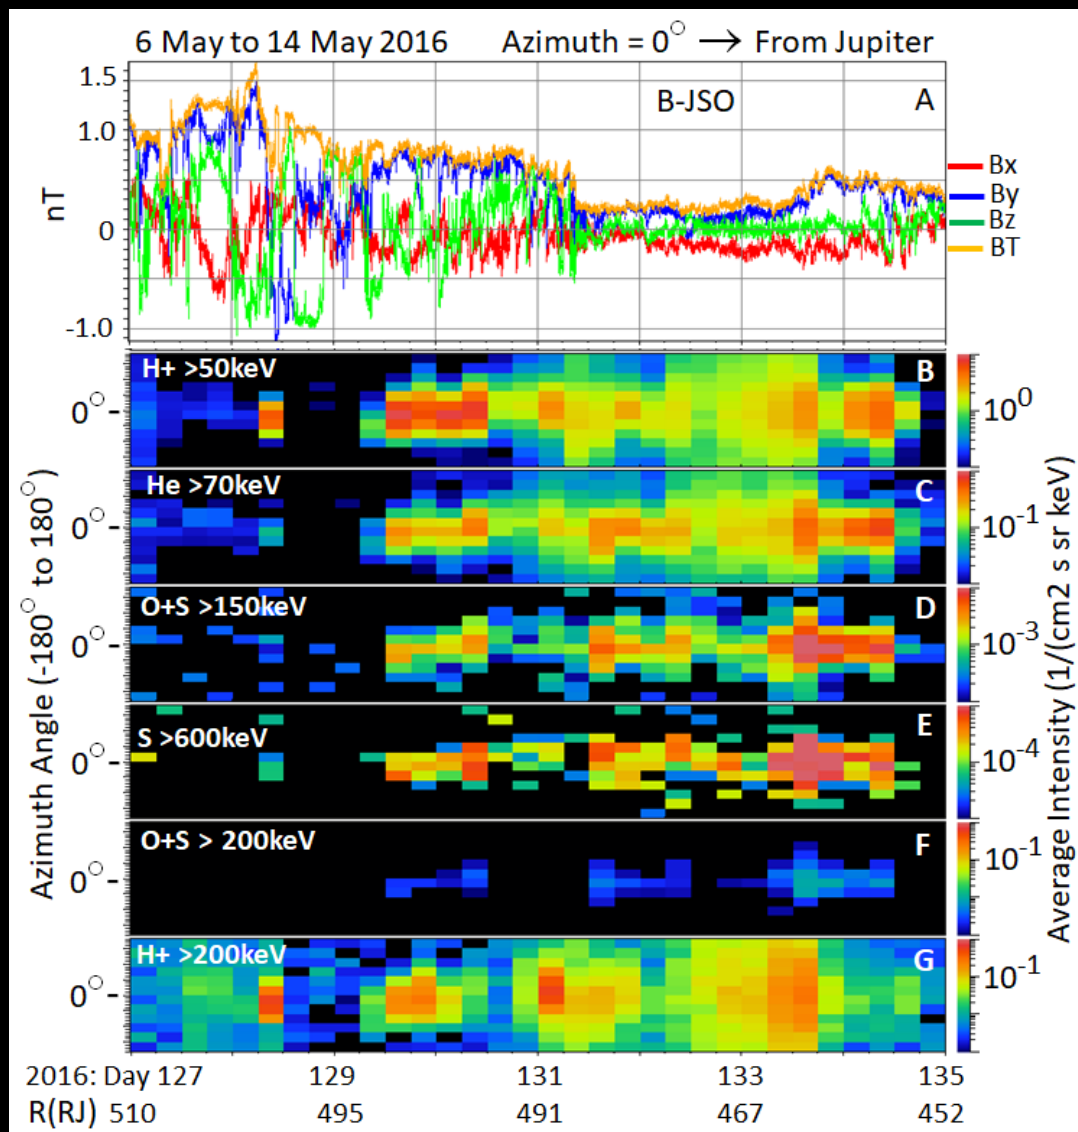 6 May to 14 May 2016 Azimuth = 0° → From Jupiter
1.5
1.0
0
-1.0
nT
B-JSO A
Bx
By
Bz
BT
H+ >50keV B
0°
10^0
He >70keV C
0°
10^-1
O+S >150keV D
0°
10^-3
S >600keV E
0°
10^-4
O+S > 200keV F
0°
10^-1
H+ >200keV G
0°
10^-1
Azimuth Angle (-180° to 180°)
Average Intensity (1/(cm2 s sr keV)
2016: Day 127 129 131 133 135
R(RJ) 510 495 491 467 452